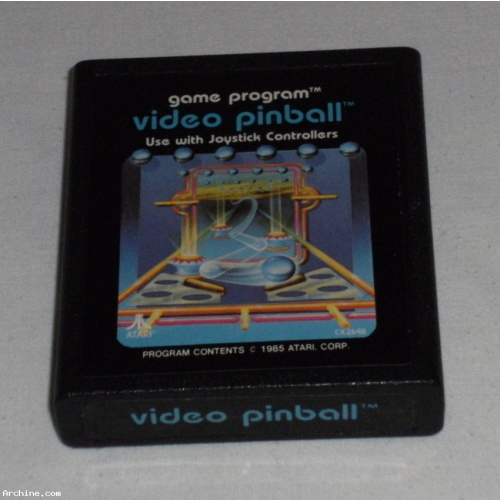 game program™
video pinball™
Use with Joystick Controllers
2
ATARI
CX2648
PROGRAM CONTENTS © 1985 ATARI, CORP.
video pinball™
Archine.com